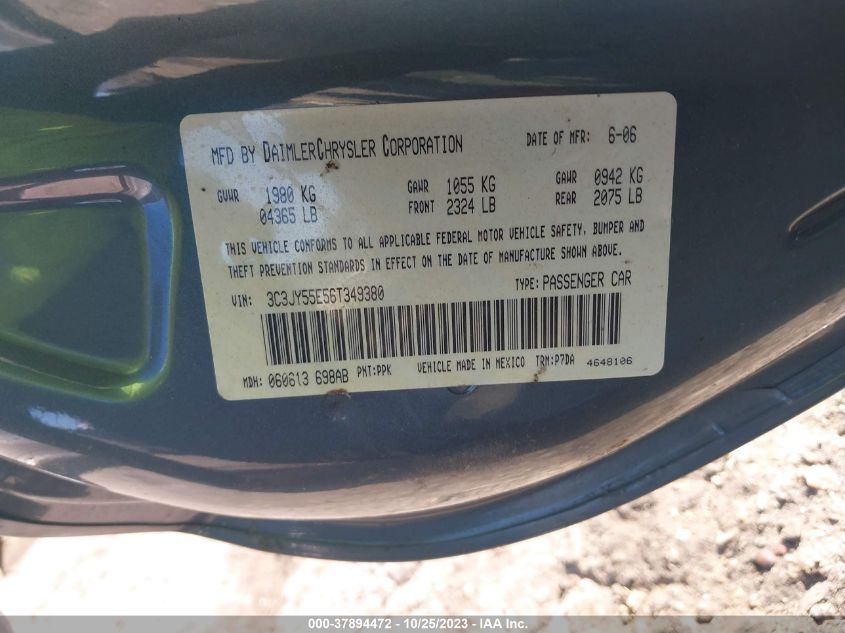 MFD BY DAIMLERCHRYSLER CORPORATION DATE OF MFR: 6-06
GVWR 1980 KG GAWR 1055 KG GAWR 0942 KG
04365 LB FRONT 2324 LB REAR 2075 LB
THIS VEHICLE CONFORMS TO ALL APPLICABLE FEDERAL MOTOR VEHICLE SAFETY, BUMPER AND
THEFT PREVENTION STANDARDS IN EFFECT ON THE DATE OF MANUFACTURE SHOWN ABOVE.
VIN: 3C3JY55E56T349380 TYPE: PASSENGER CAR
MDH: 060613 698AB PNT:PPK VEHICLE MADE IN MEXICO TRM:P7DA 4648106
000-37894472 - 10/25/2023 - Copyright © 2023 - IAA